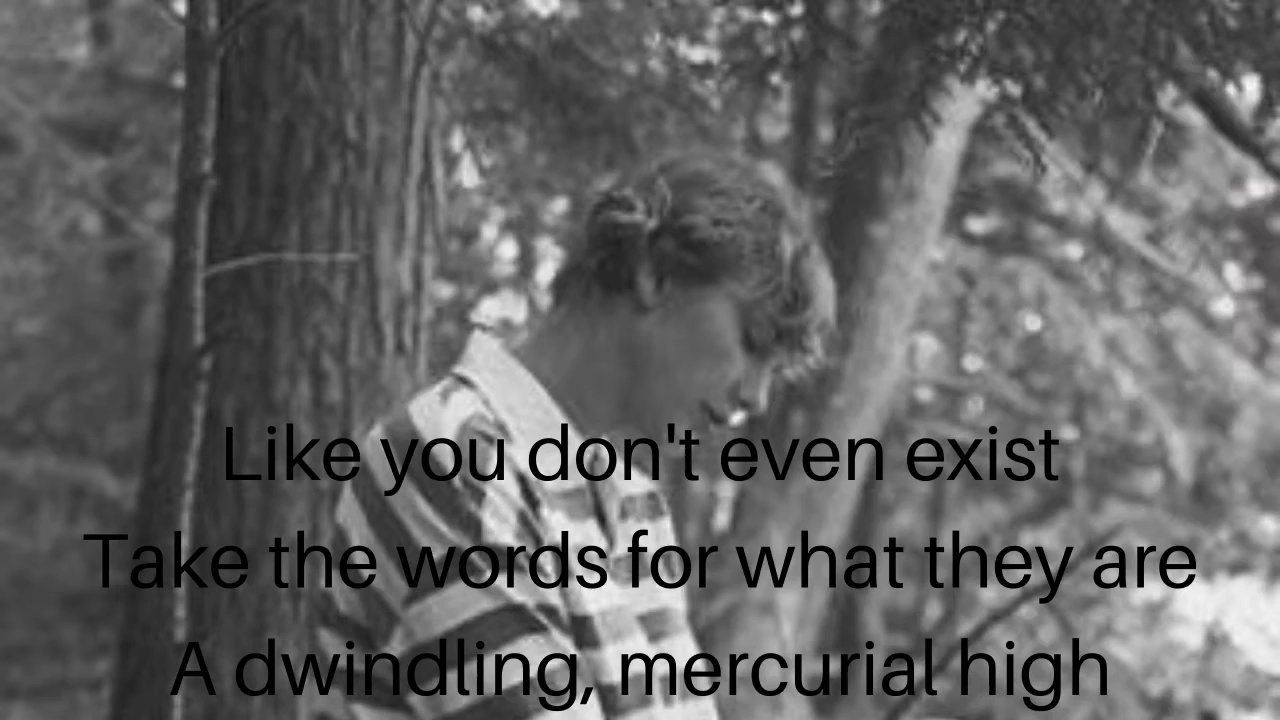 Like you don't even exist
Take the words for what they are
A dwindling, mercurial high